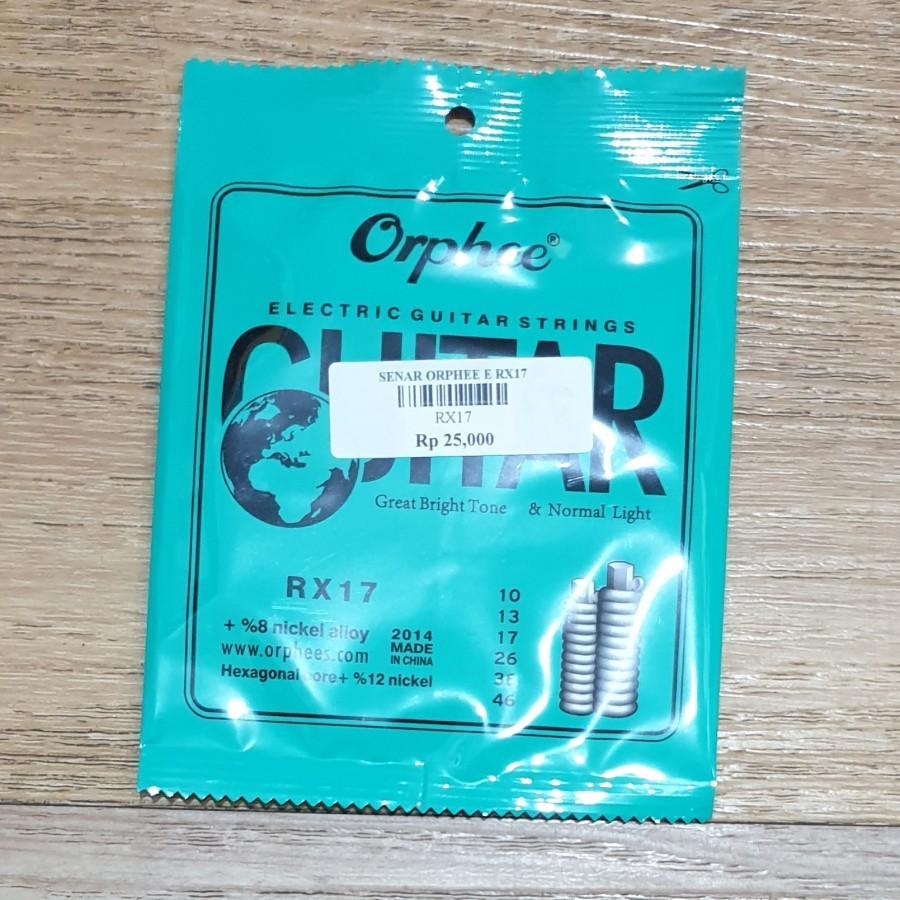 Orphee®
ELECTRIC GUITAR STRINGS
GUITAR
SENAR ORPHEE E RX17
RX17
Rp 25,000
Great Bright Tone & Normal Light
RX17
+ %8 nickel alloy
www.orphees.com
Hexagonal core+ %12 nickel
2014
MADE
IN CHINA
10
13
17
26
46